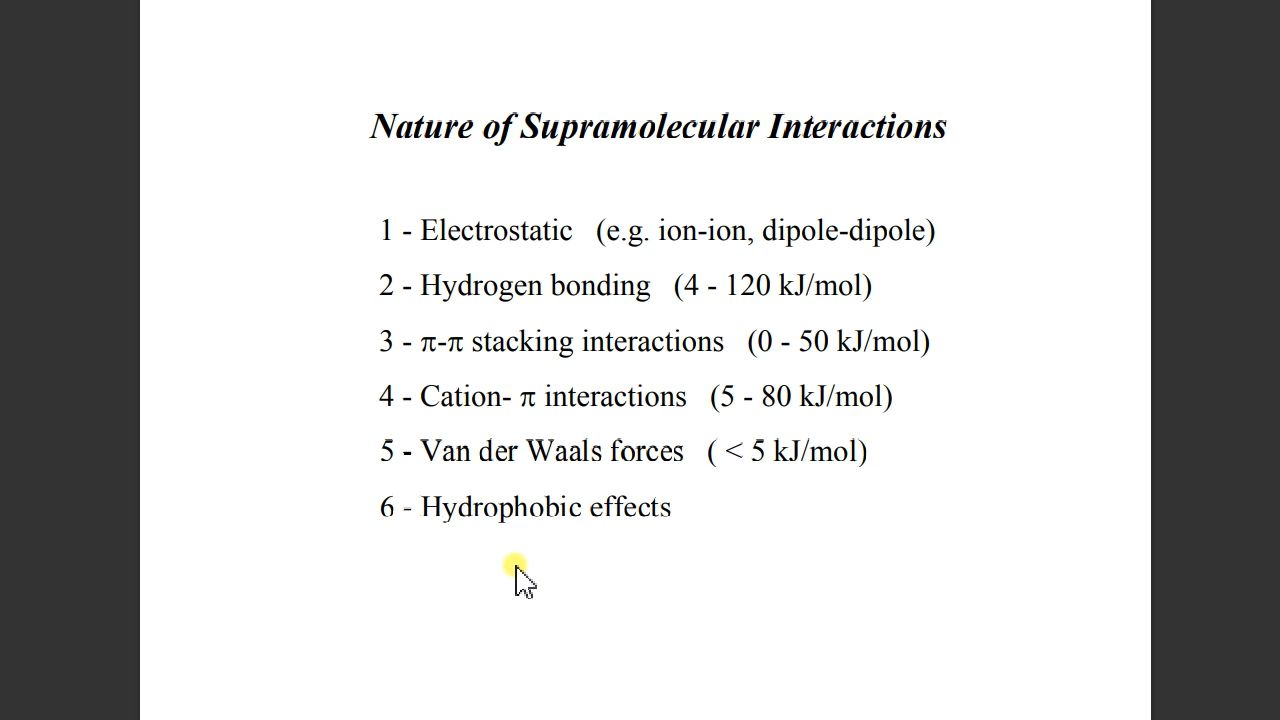 Nature of Supramolecular Interactions
1 - Electrostatic (e.g. ion-ion, dipole-dipole)
2 - Hydrogen bonding (4 - 120 kJ/mol)
3 - π-π stacking interactions (0 - 50 kJ/mol)
4 - Cation- π interactions (5 - 80 kJ/mol)
5 - Van der Waals forces ( < 5 kJ/mol)
6 - Hydrophobic effects